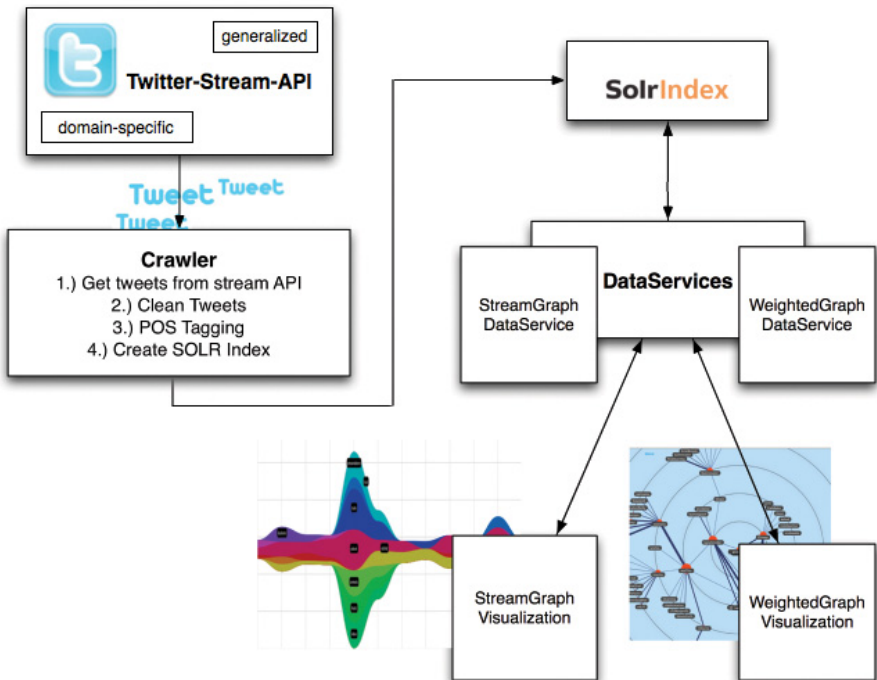 generalized
Twitter-Stream-API
domain-specific
Tweet Tweet
Tweet
Crawler
1.) Get tweets from stream API
2.) Clean Tweets
3.) POS Tagging
4.) Create SOLR Index
SolrIndex
DataServices
StreamGraph
DataService
WeightedGraph
DataService
StreamGraph
Visualization
WeightedGraph
Visualization